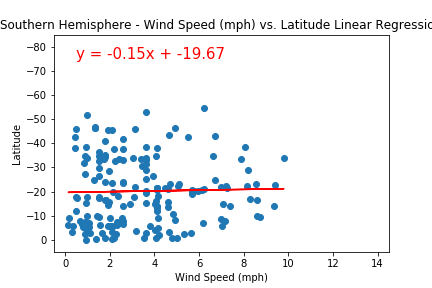 Southern Hemisphere - Wind Speed (mph) vs. Latitude Linear Regressio
y = -0.15x + -19.67
−80
−70
−60
−50
−40
−30
−20
−10
0
Latitude
0 2 4 6 8 10 12 14
Wind Speed (mph)